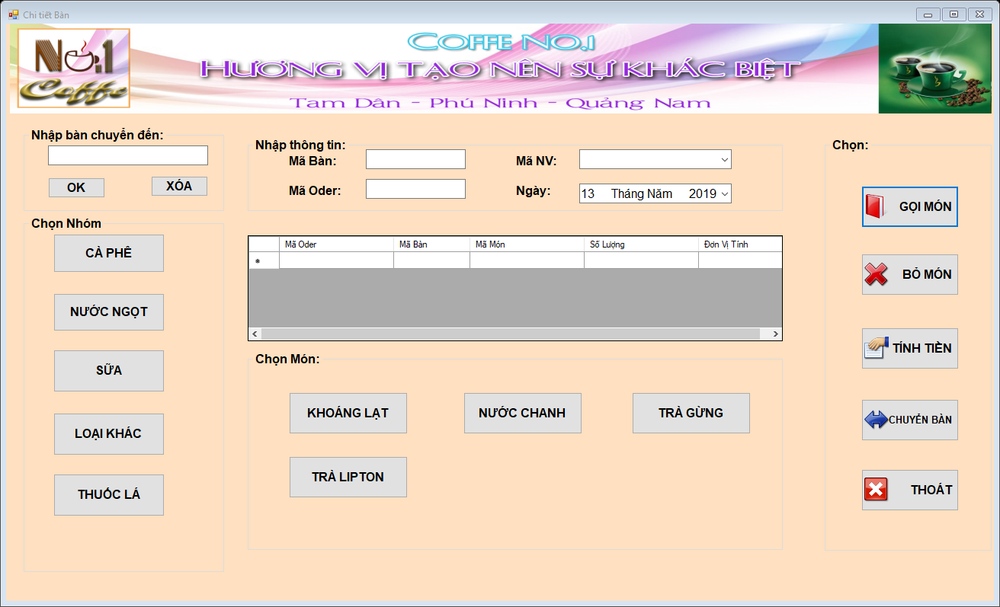 Chi tiết Bàn
No.1
Coffe
COFFE NO.1
HƯƠNG VỊ TẠO NÊN SỰ KHÁC BIỆT
Tam Dân - Phú Ninh - Quảng Nam
Nhập bàn chuyển đến:
OK
XÓA
Chọn Nhóm
CÀ PHÊ
NƯỚC NGỌT
SỮA
LOẠI KHÁC
THUỐC LÁ
Nhập thông tin:
Mã Bàn:
Mã NV:
Mã Oder:
Ngày:
13 Tháng Năm 2019
Mã Oder Mã Bàn Mã Món Số Lượng Đơn Vị Tính
Chọn Món:
KHOÁNG LẠT
NƯỚC CHANH
TRÀ GỪNG
TRÀ LIPTON
Chọn:
GỌI MÓN
BỎ MÓN
TÍNH TIỀN
CHUYỂN BÀN
THOÁT